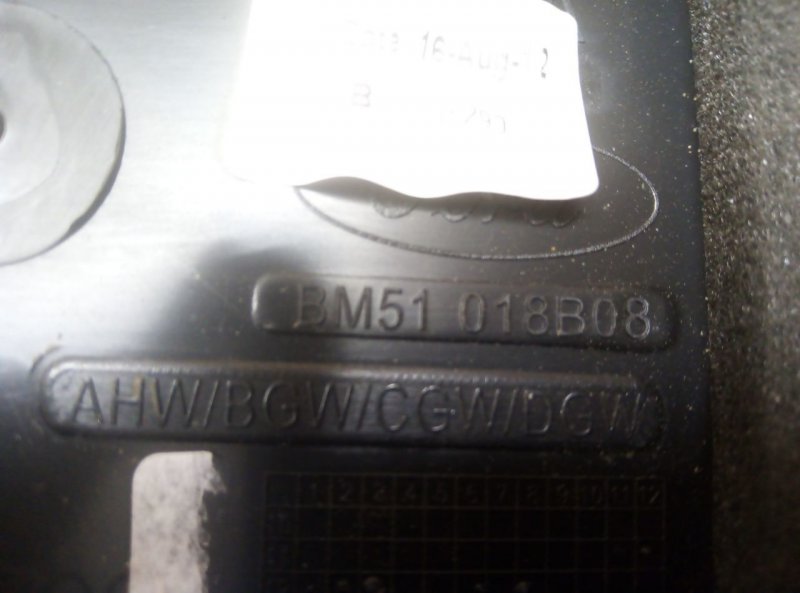 16-Aug-12
B
BM51 018B08
AHW/BGW/CGW/DGW
1 2 3 4 5 6 7 8 9 10 11 12